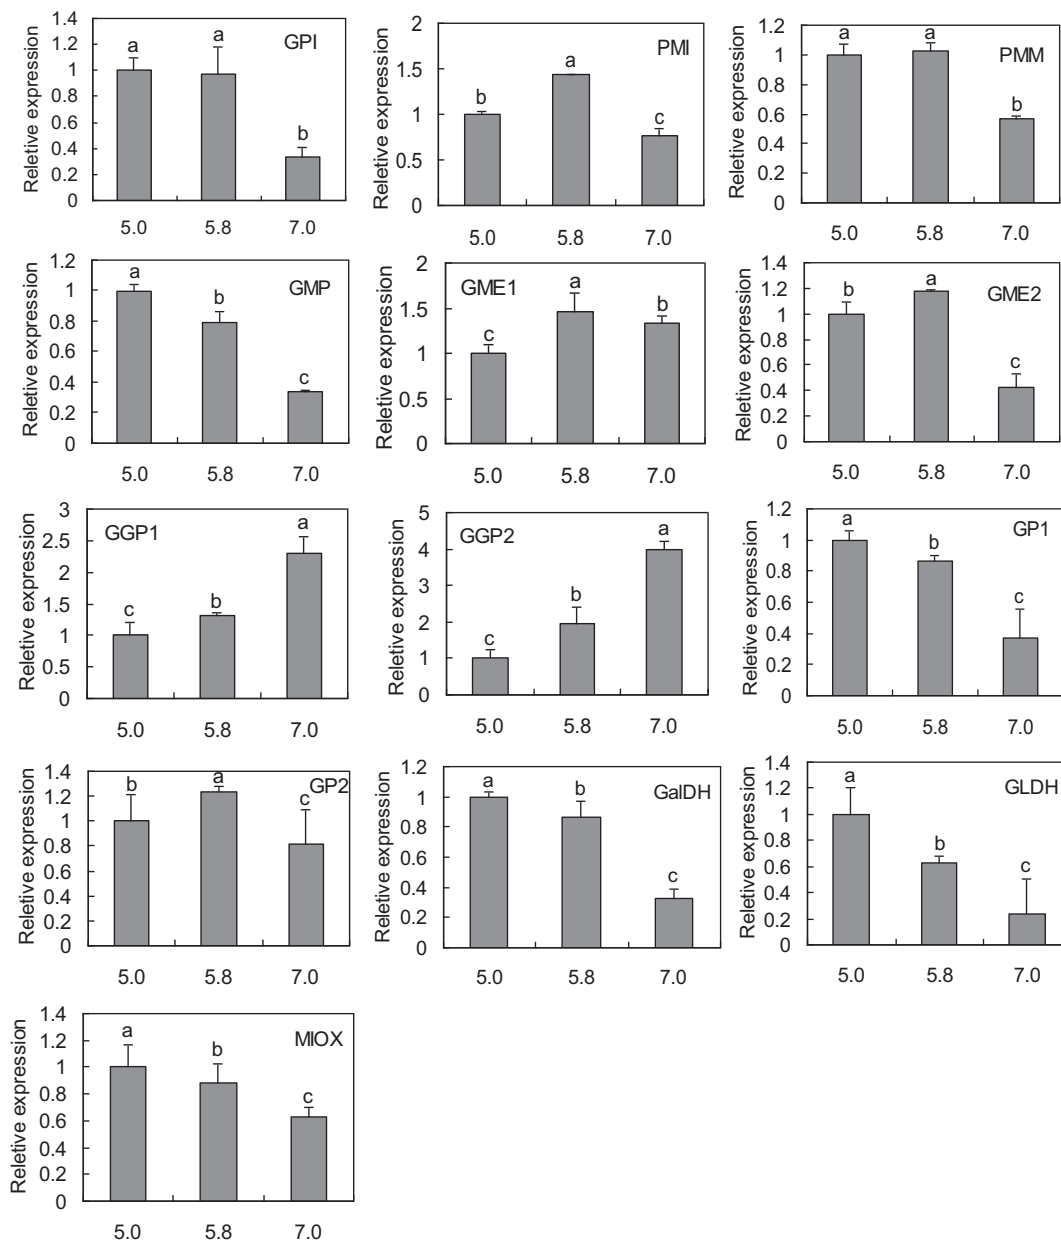 Reletive expression
1.4
1.2
1
0.8
0.6
0.4
0.2
0
GPI
a
a
b
5.0 5.8 7.0
Reletive expression
2
1.5
1
0.5
0
PMI
b
a
c
5.0 5.8 7.0
Reletive expression
1.2
1
0.8
0.6
0.4
0.2
0
PMM
a
a
b
5.0 5.8 7.0
Reletive expression
1.2
1
0.8
0.6
0.4
0.2
0
GMP
a
b
c
5.0 5.8 7.0
Reletive expression
2
1.5
1
0.5
0
GME1
c
a
b
5.0 5.8 7.0
Reletive expression
1.4
1.2
1
0.8
0.6
0.4
0.2
0
GME2
b
a
c
5.0 5.8 7.0
Reletive expression
3
2.5
2
1.5
1
0.5
0
GGP1
c
b
a
5.0 5.8 7.0
Reletive expression
5
4
3
2
1
0
GGP2
c
b
a
5.0 5.8 7.0
Reletive expression
1.2
1
0.8
0.6
0.4
0.2
0
GP1
a
b
c
5.0 5.8 7.0
Reletive expression
1.4
1.2
1
0.8
0.6
0.4
0.2
0
GP2
b
a
c
5.0 5.8 7.0
Reletive expression
1.2
1
0.8
0.6
0.4
0.2
0
GalDH
a
b
c
5.0 5.8 7.0
Reletive expression
1.4
1.2
1
0.8
0.6
0.4
0.2
0
GLDH
a
b
c
5.0 5.8 7.0
Reletive expression
1.4
1.2
1
0.8
0.6
0.4
0.2
0
MIOX
a
b
c
5.0 5.8 7.0